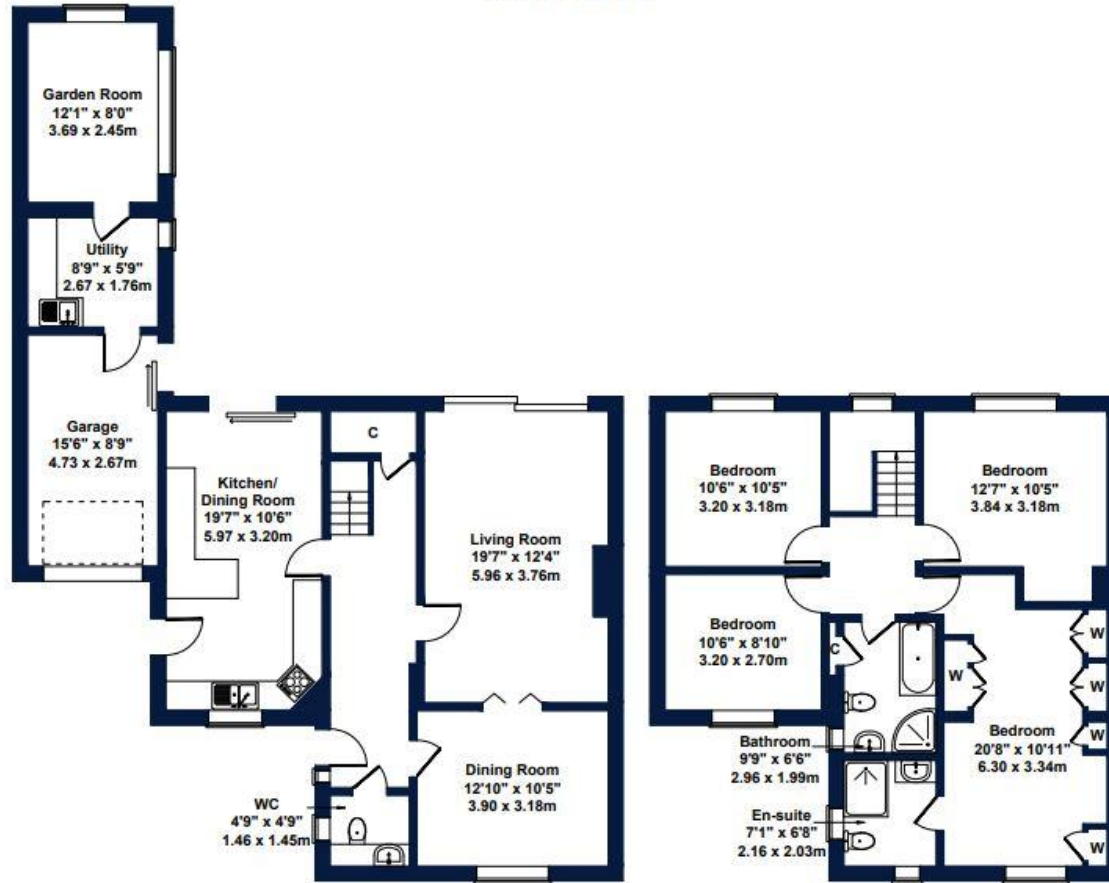 Garden Room
12'1" x 8'0"
3.69 x 2.45m
Utility
8'9" x 5'9"
2.67 x 1.76m
Garage
15'6" x 8'9"
4.73 x 2.67m
Kitchen/
Dining Room
19'7" x 10'6"
5.97 x 3.20m
C
Living Room
19'7" x 12'4"
5.96 x 3.76m
WC
4'9" x 4'9"
1.46 x 1.45m
Dining Room
12'10" x 10'5"
3.90 x 3.18m
Bedroom
10'6" x 10'5"
3.20 x 3.18m
Bedroom
12'7" x 10'5"
3.84 x 3.18m
Bedroom
10'6" x 8'10"
3.20 x 2.70m
C
W
W
W
W
Bedroom
20'8" x 10'11"
6.30 x 3.34m
Bathroom
9'9" x 6'6"
2.96 x 1.99m
En-suite
7'1" x 6'8"
2.16 x 2.03m
W